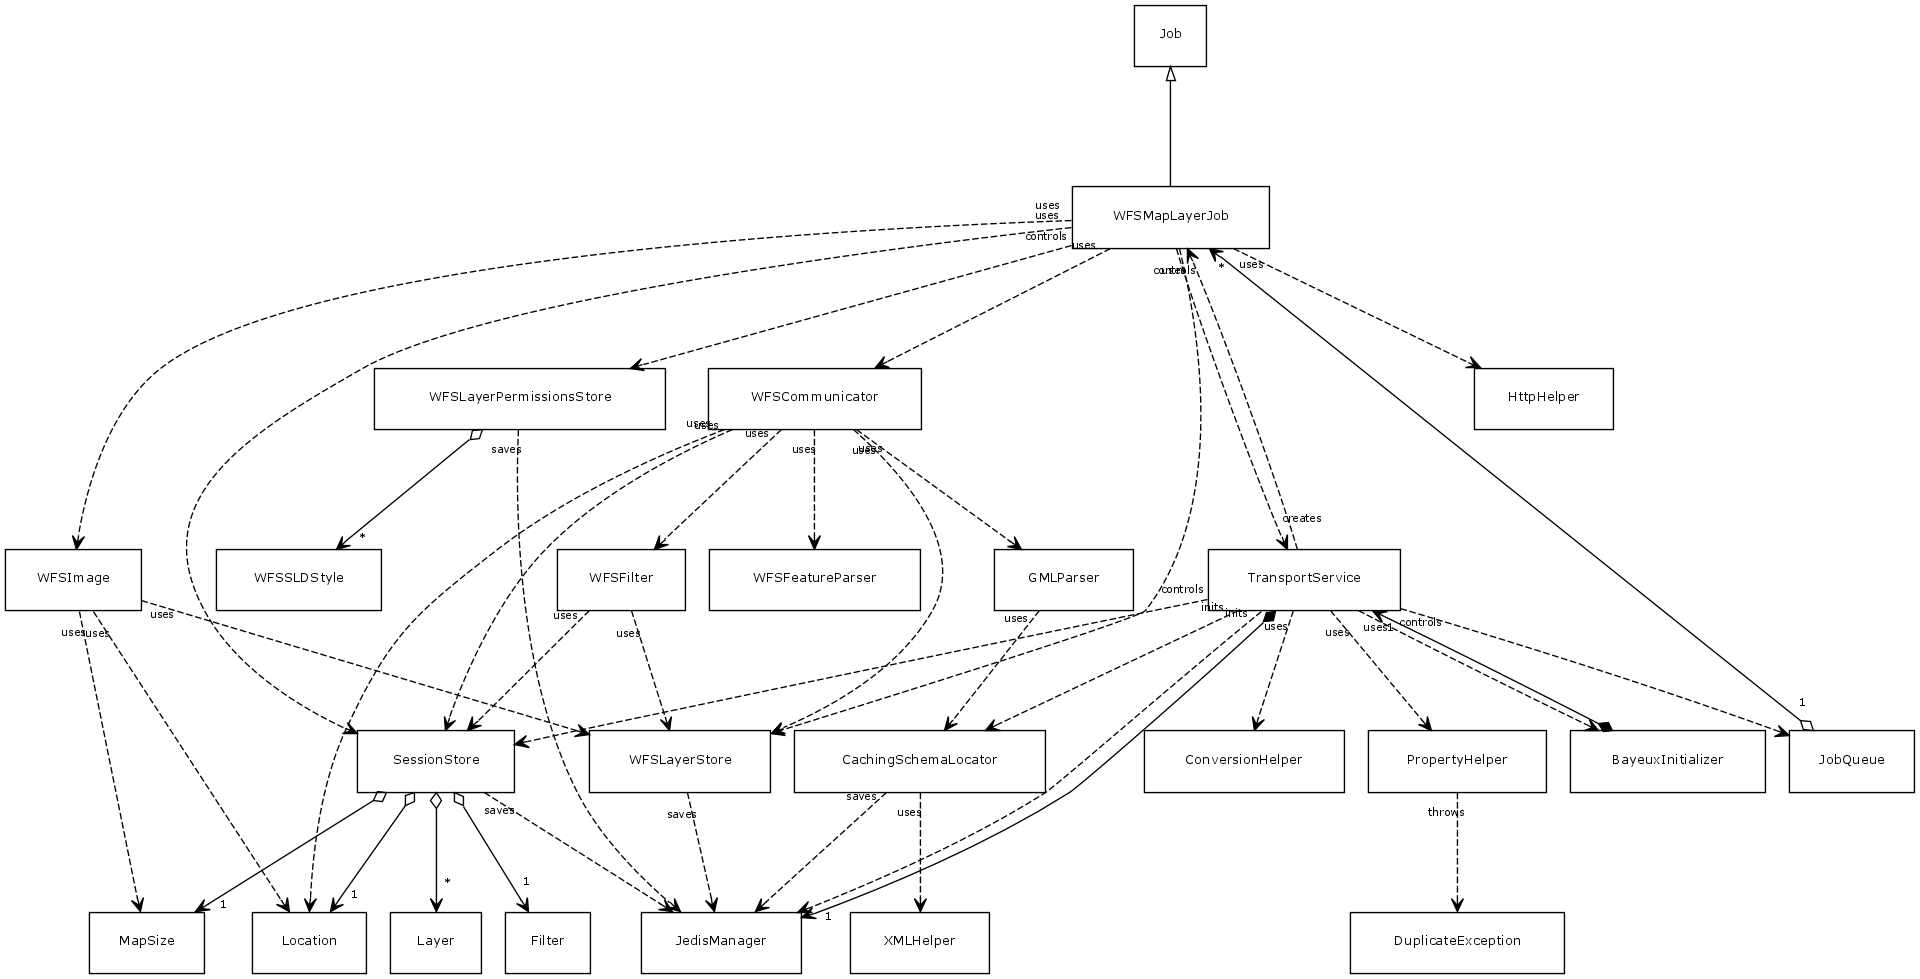 Job
uses
uses
WFSMapLayerJob
controls
uses
controls
uses
*
uses
WFSLayerPermissionsStore
WFSCommunicator
HttpHelper
uses
uses
uses
saves
uses
uses
uses
creates
*
WFSImage
WFSSLDStyle
WFSFilter
WFSFeatureParser
GMLParser
TransportService
controls
uses
uses
inits
inits
uses
uses
uses
uses
uses
uses
uses
1
controls
1
SessionStore
WFSLayerStore
CachingSchemaLocator
ConversionHelper
PropertyHelper
BayeuxInitializer
JobQueue
saves
saves
saves
uses
throws
1
1
*
1
1
MapSize
Location
Layer
Filter
JedisManager
XMLHelper
DuplicateException